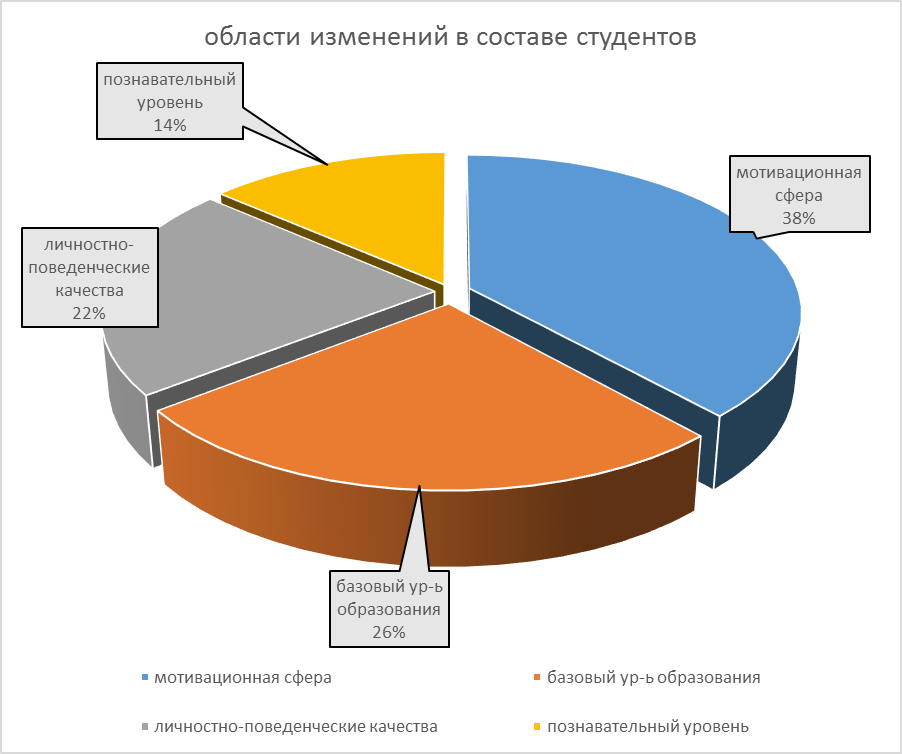 области изменений в составе студентов
познавательный
уровень
14%
мотивационная
сфера
38%
личностно-
поведенческие
качества
22%
базовый ур-ь
образования
26%
мотивационная сфера
базовый ур-ь образования
личностно-поведенческие качества
познавательный уровень